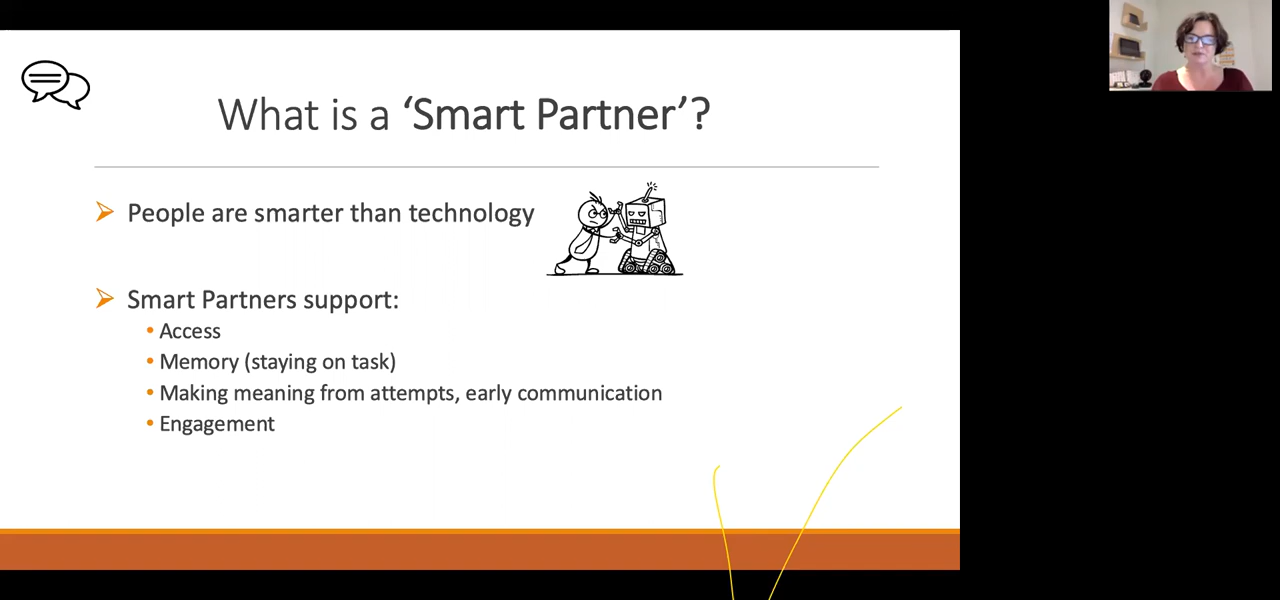 What is a ‘Smart Partner’?
People are smarter than technology
Smart Partners support:
Access
Memory (staying on task)
Making meaning from attempts, early communication
Engagement